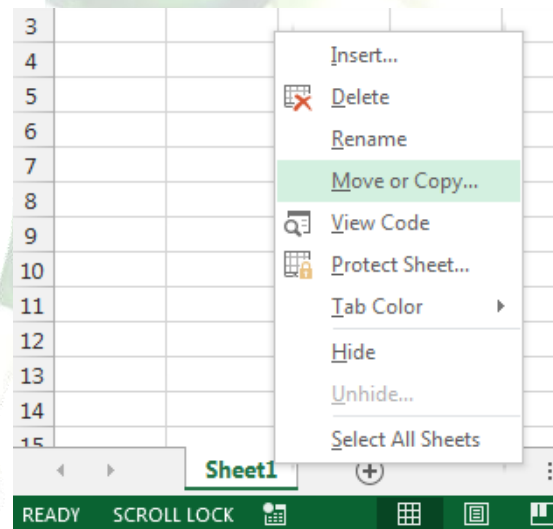 3
4
5
6
7
8
9
10
11
12
13
14
15
Insert...
Delete
Rename
Move or Copy...
View Code
Protect Sheet...
Tab Color
Hide
Unhide...
Select All Sheets
Sheet1
READY SCROLL LOCK